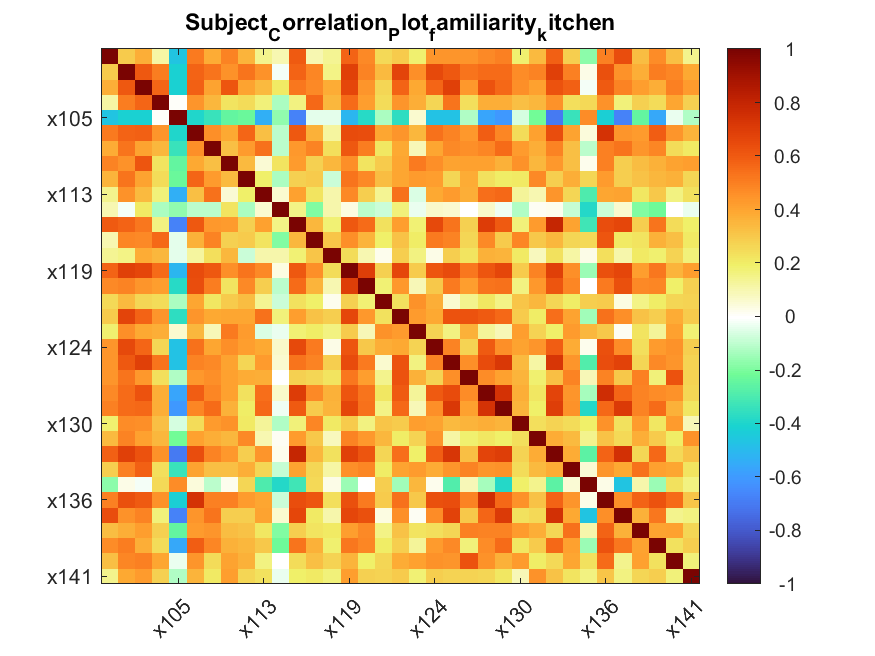 Subject_Correlation_Plot_familiarity_kitchen
x105
x113
x119
x124
x130
x136
x141
x105
x113
x119
x124
x130
x136
x141
1
0.8
0.6
0.4
0.2
0
-0.2
-0.4
-0.6
-0.8
-1